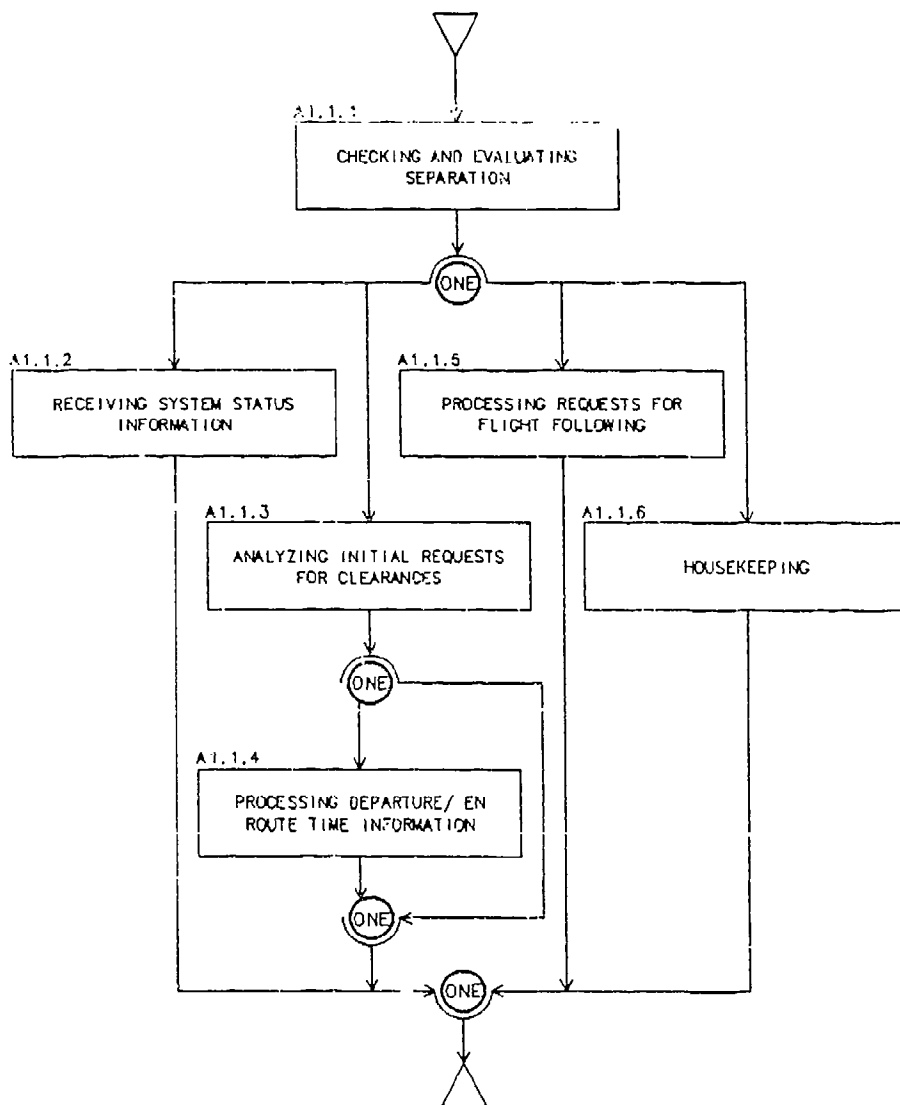 A1.1.1
CHECKING AND EVALUATING
SEPARATION
ONE
A1.1.2
RECEIVING SYSTEM STATUS
INFORMATION
A1.1.5
PROCESSING REQUESTS FOR
FLIGHT FOLLOWING
A1.1.3
ANALYZING INITIAL REQUESTS
FOR CLEARANCES
A1.1.6
HOUSEKEEPING
ONE
A1.1.4
PROCESSING DEPARTURE/ EN
ROUTE TIME INFORMATION
ONE
ONE